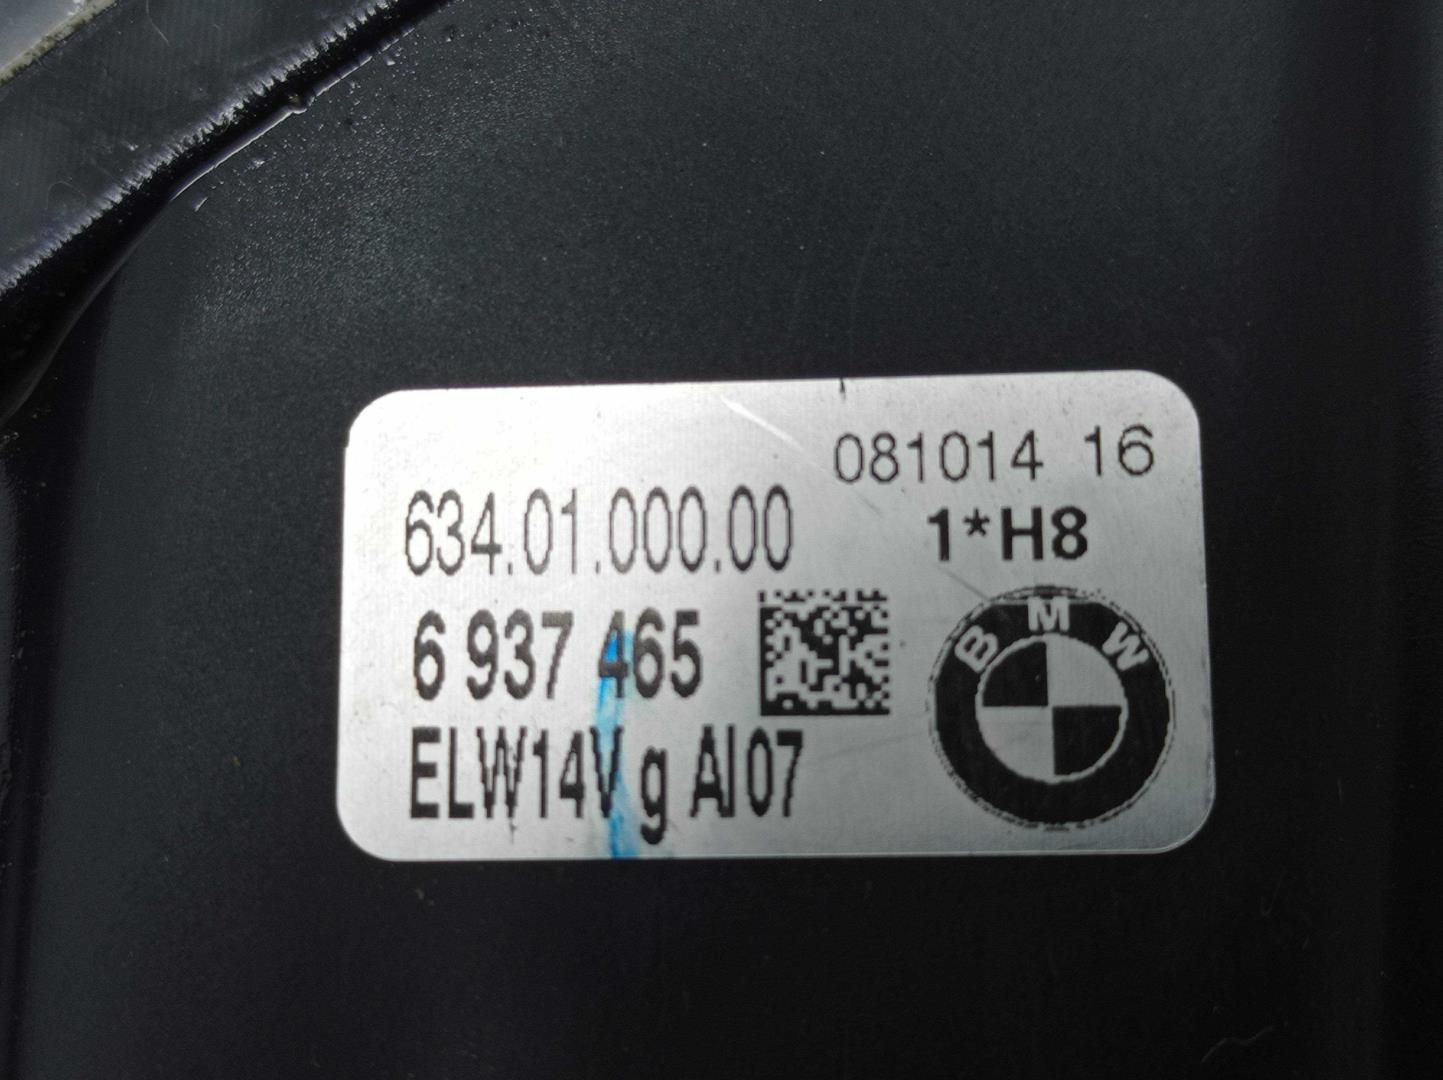 081014 16
634.01.000.00
1*H8
6 937 465
BMW
ELW14V g AI07